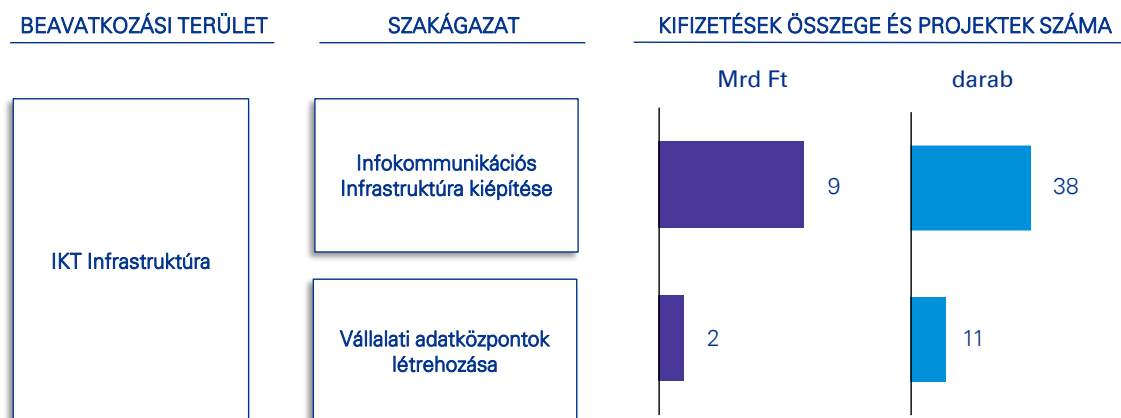 BEAVATKOZÁSI TERÜLET
SZAKÁGAZAT
KIFIZETÉSEK ÖSSZEGE ÉS PROJEKTEK SZÁMA
Mrd Ft
darab
IKT Infrastruktúra
Infokommunikációs
Infrastruktúra kiépítése
9
38
Vállalati adatközpontok
létrehozása
2
11